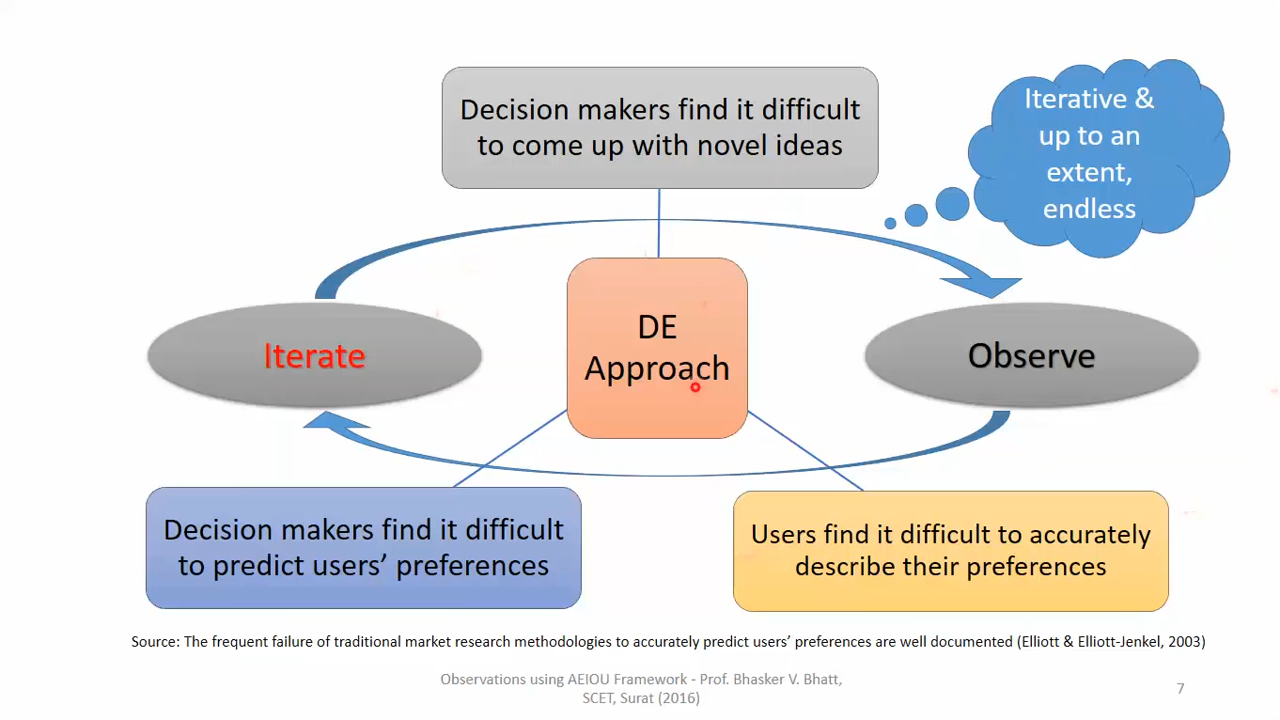 Decision makers find it difficult
to come up with novel ideas
Iterative &
up to an
extent,
endless
DE
Approach
Iterate
Observe
Decision makers find it difficult
to predict users’ preferences
Users find it difficult to accurately
describe their preferences
Source: The frequent failure of traditional market research methodologies to accurately predict users’ preferences are well documented (Elliott & Elliott-Jenkel, 2003)
Observations using AEIOU Framework - Prof. Bhasker V. Bhatt,
SCET, Surat (2016)
7